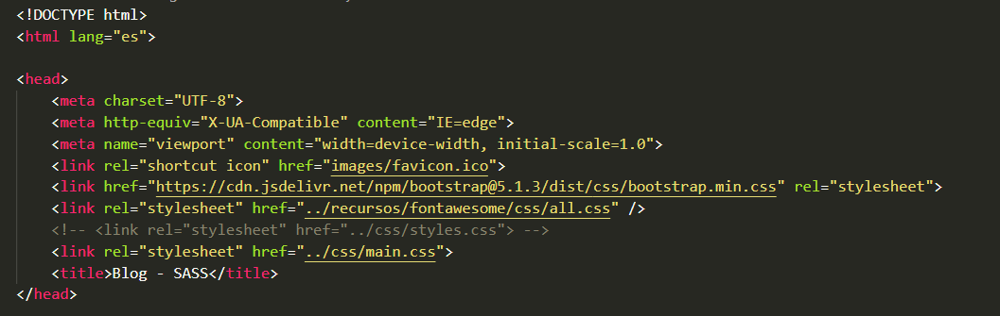 <!DOCTYPE html>
<html lang="es">
<head>
<meta charset="UTF-8">
<meta http-equiv="X-UA-Compatible" content="IE=edge">
<meta name="viewport" content="width=device-width, initial-scale=1.0">
<link rel="shortcut icon" href="images/favicon.ico">
<link href="https://cdn.jsdelivr.net/npm/bootstrap@5.1.3/dist/css/bootstrap.min.css" rel="stylesheet">
<link rel="stylesheet" href="../recursos/fontawesome/css/all.css" />
<!-- <link rel="stylesheet" href="../css/styles.css"> -->
<link rel="stylesheet" href="../css/main.css">
<title>Blog - SASS</title>
</head>